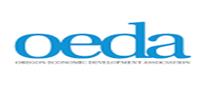 oeda
OREGON ECONOMIC DEVELOPMENT ASSOCIATION